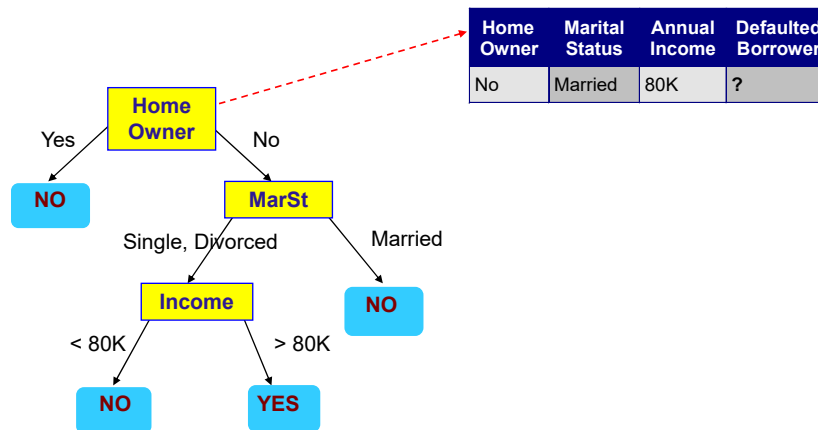 Home Marital Annual Defaulted
Owner Status Income Borrower
No Married 80K ?
Home
Owner
Yes No
NO MarSt
Single, Divorced Married
Income NO
< 80K > 80K
NO YES